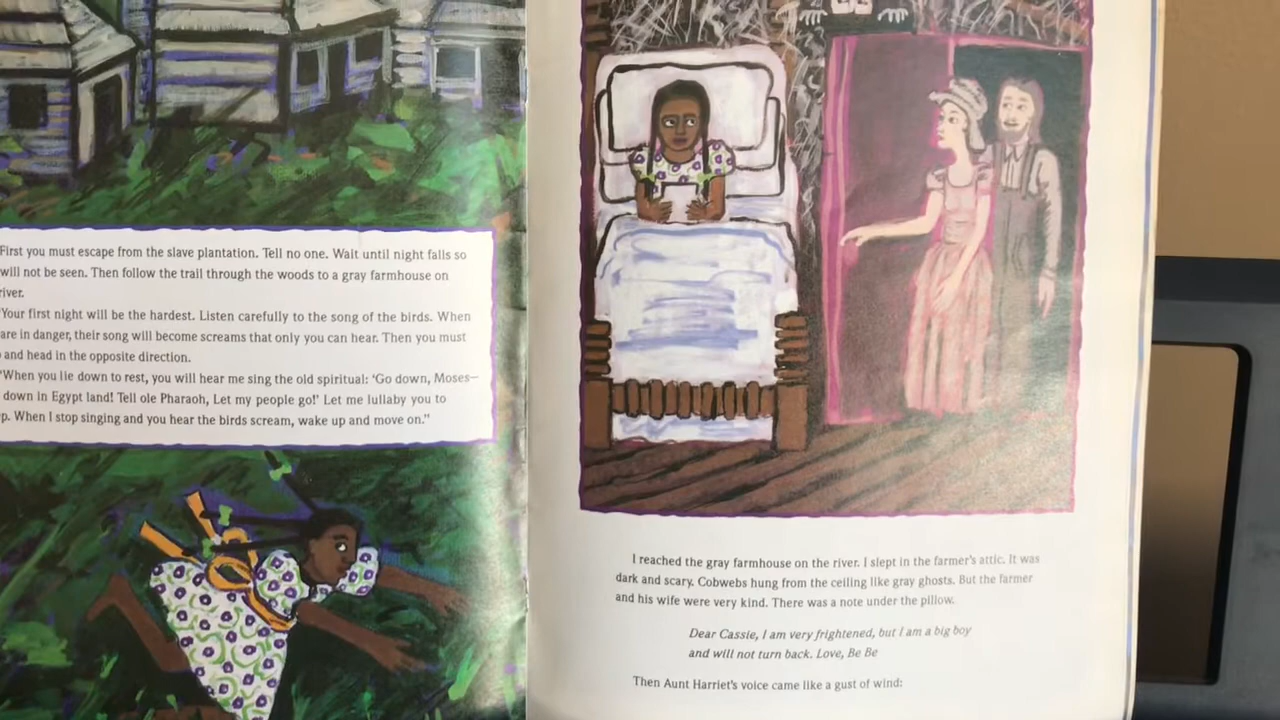 First you must escape from the slave plantation. Tell no one. Wait until night falls so
will not be seen. Then follow the trail through the woods to a gray farmhouse on
river.
"Your first night will be the hardest. Listen carefully to the song of the birds. When
are in danger, their song will become screams that only you can hear. Then you must
and head in the opposite direction.
"When you lie down to rest, you will hear me sing the old spiritual: 'Go down, Moses—
down in Egypt land! Tell ole Pharaoh, Let my people go!' Let me lullaby you to
p. When I stop singing and you hear the birds scream, wake up and move on."
I reached the gray farmhouse on the river. I slept in the farmer's attic. It was
dark and scary. Cobwebs hung from the ceiling like gray ghosts. But the farmer
and his wife were very kind. There was a note under the pillow.
Dear Cassie, I am very frightened, but I am a big boy
and will not turn back. Love, Be Be
Then Aunt Harriet's voice came like a gust of wind: